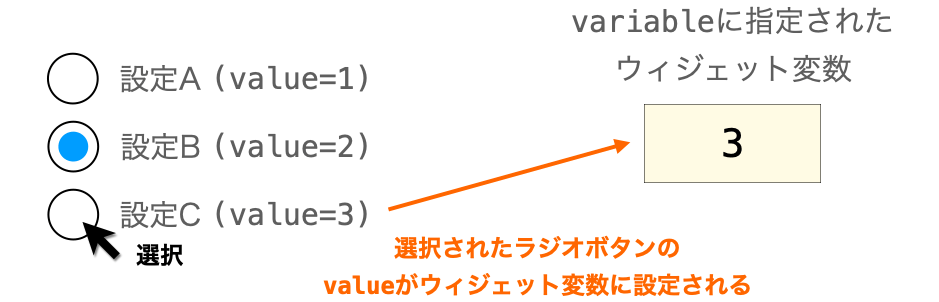 variableに指定された
ウィジェット変数
設定A (value=1)
設定B (value=2)
設定C (value=3)
3
選択
選択されたラジオボタンの
valueがウィジェット変数に設定される